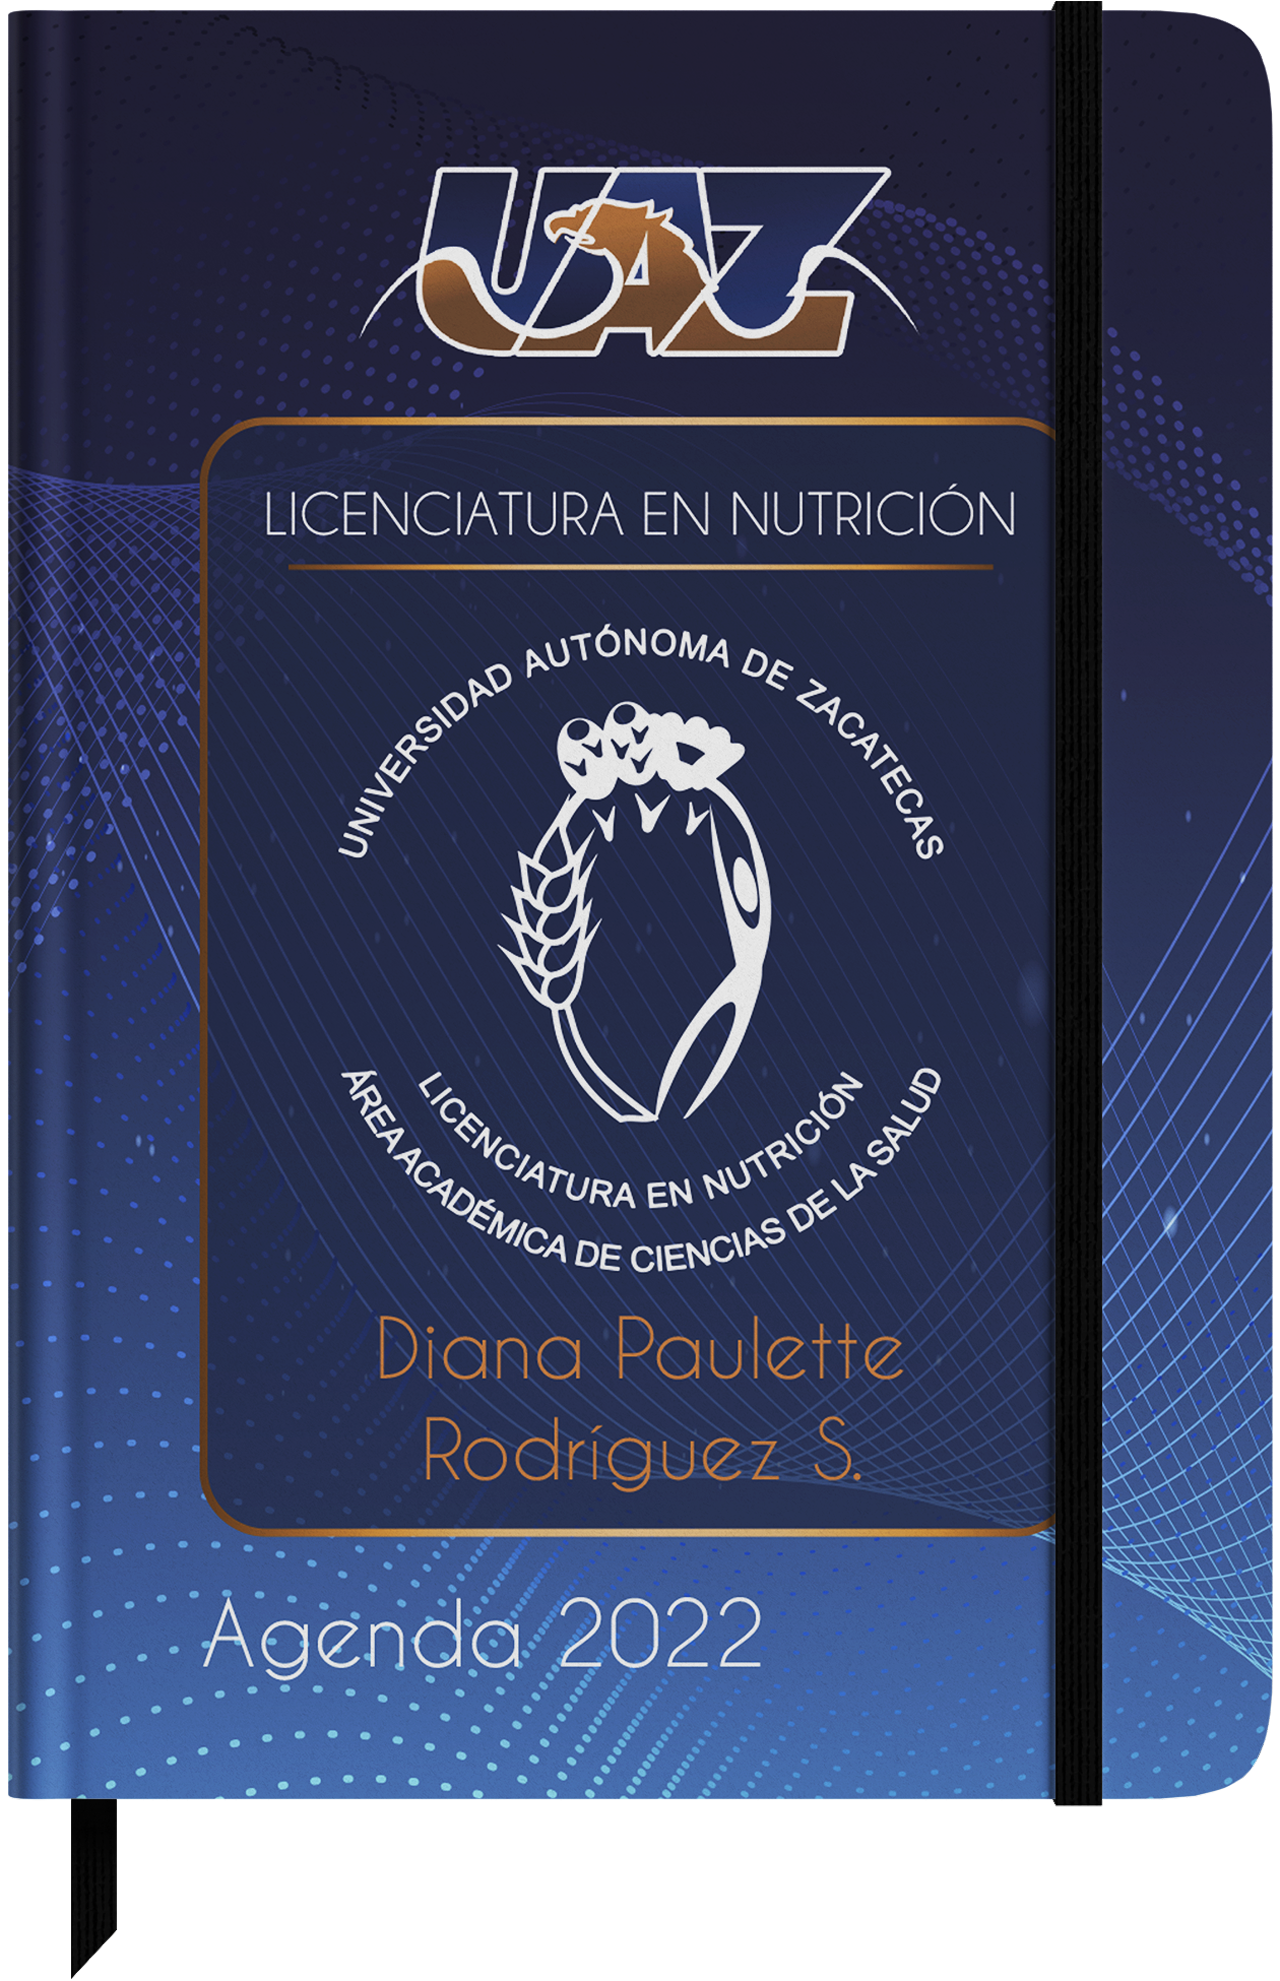 UAZ
LICENCIATURA EN NUTRICIÓN
UNIVERSIDAD AUTÓNOMA DE ZACATECAS
LICENCIATURA EN NUTRICIÓN
ÁREA ACADÉMICA DE CIENCIAS DE LA SALUD
Diana Paulette
Rodríguez S.
Agenda 2022